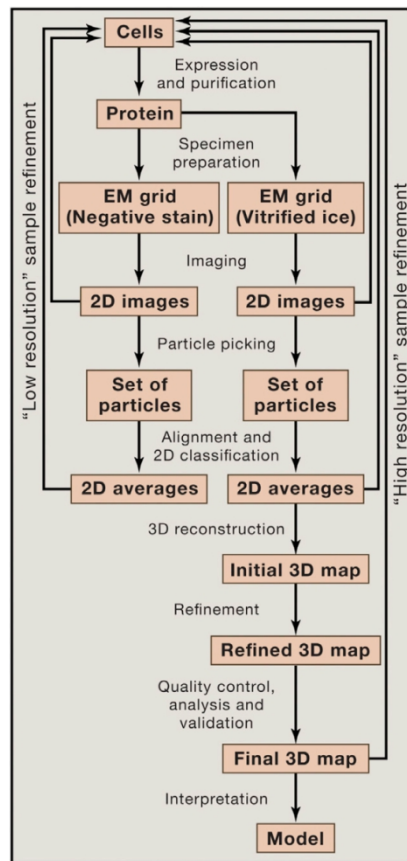 Cells
Expression
and purification
Protein
Specimen
preparation
EM grid
(Negative stain)
EM grid
(Vitrified ice)
Imaging
2D images
2D images
Particle picking
Set of
particles
Set of
particles
Alignment and
2D classification
2D averages
2D averages
3D reconstruction
Initial 3D map
Refinement
Refined 3D map
Quality control,
analysis and
validation
Final 3D map
Interpretation
Model
“Low resolution” sample refinement
“High resolution” sample refinement